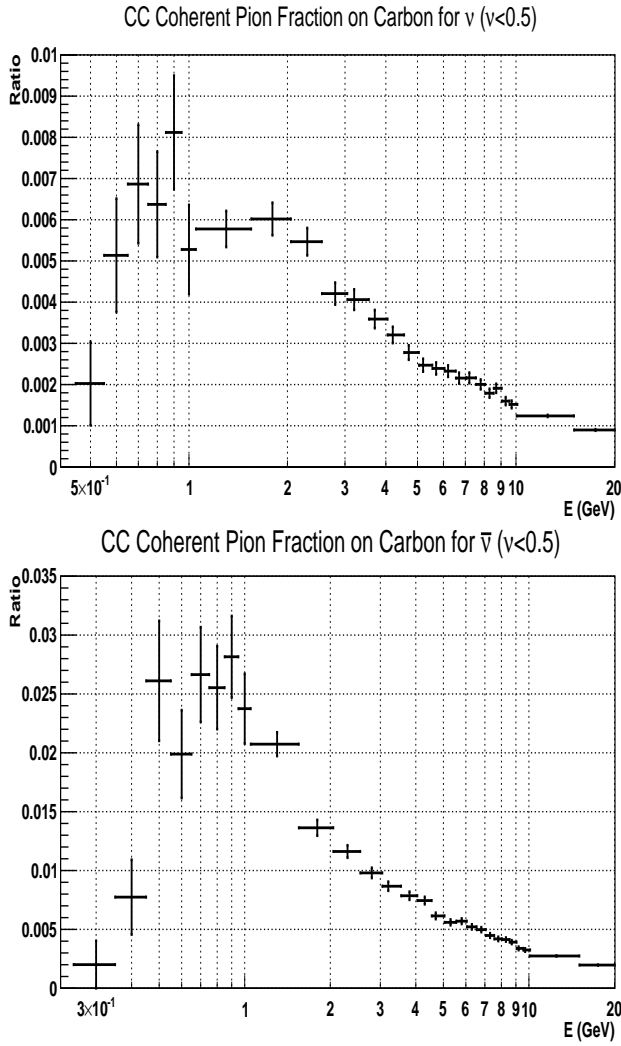 CC Coherent Pion Fraction on Carbon for ν (ν<0.5)
Ratio
0.01
0.009
0.008
0.007
0.006
0.005
0.004
0.003
0.002
0.001
0
5×10⁻¹ 1 2 3 4 5 6 7 8 9 10 20
E (GeV)
CC Coherent Pion Fraction on Carbon for ν̅ (ν<0.5)
Ratio
0.035
0.03
0.025
0.02
0.015
0.01
0.005
0
3×10⁻¹ 1 2 3 4 5 6 7 8 9 10 20
E (GeV)